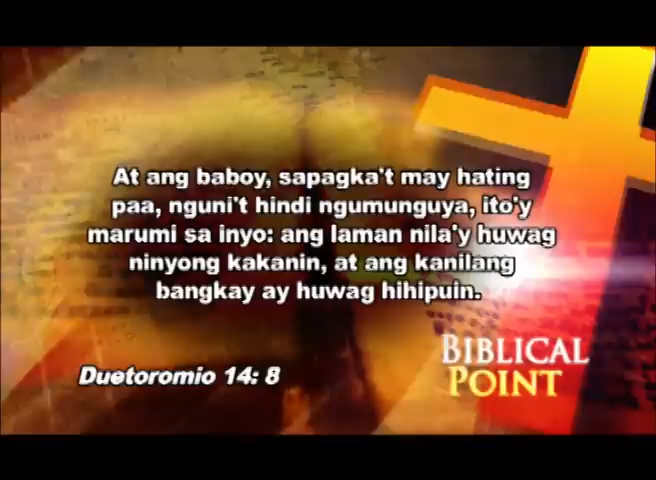 At ang baboy, sapagka't may hating
paa, nguni't hindi ngumunguya, ito'y
marumi sa inyo: ang laman nila'y huwag
ninyong kakanin, at ang kanilang
bangkay ay huwag hihipuin.
Duetoromio 14: 8
BIBLICAL
POINT